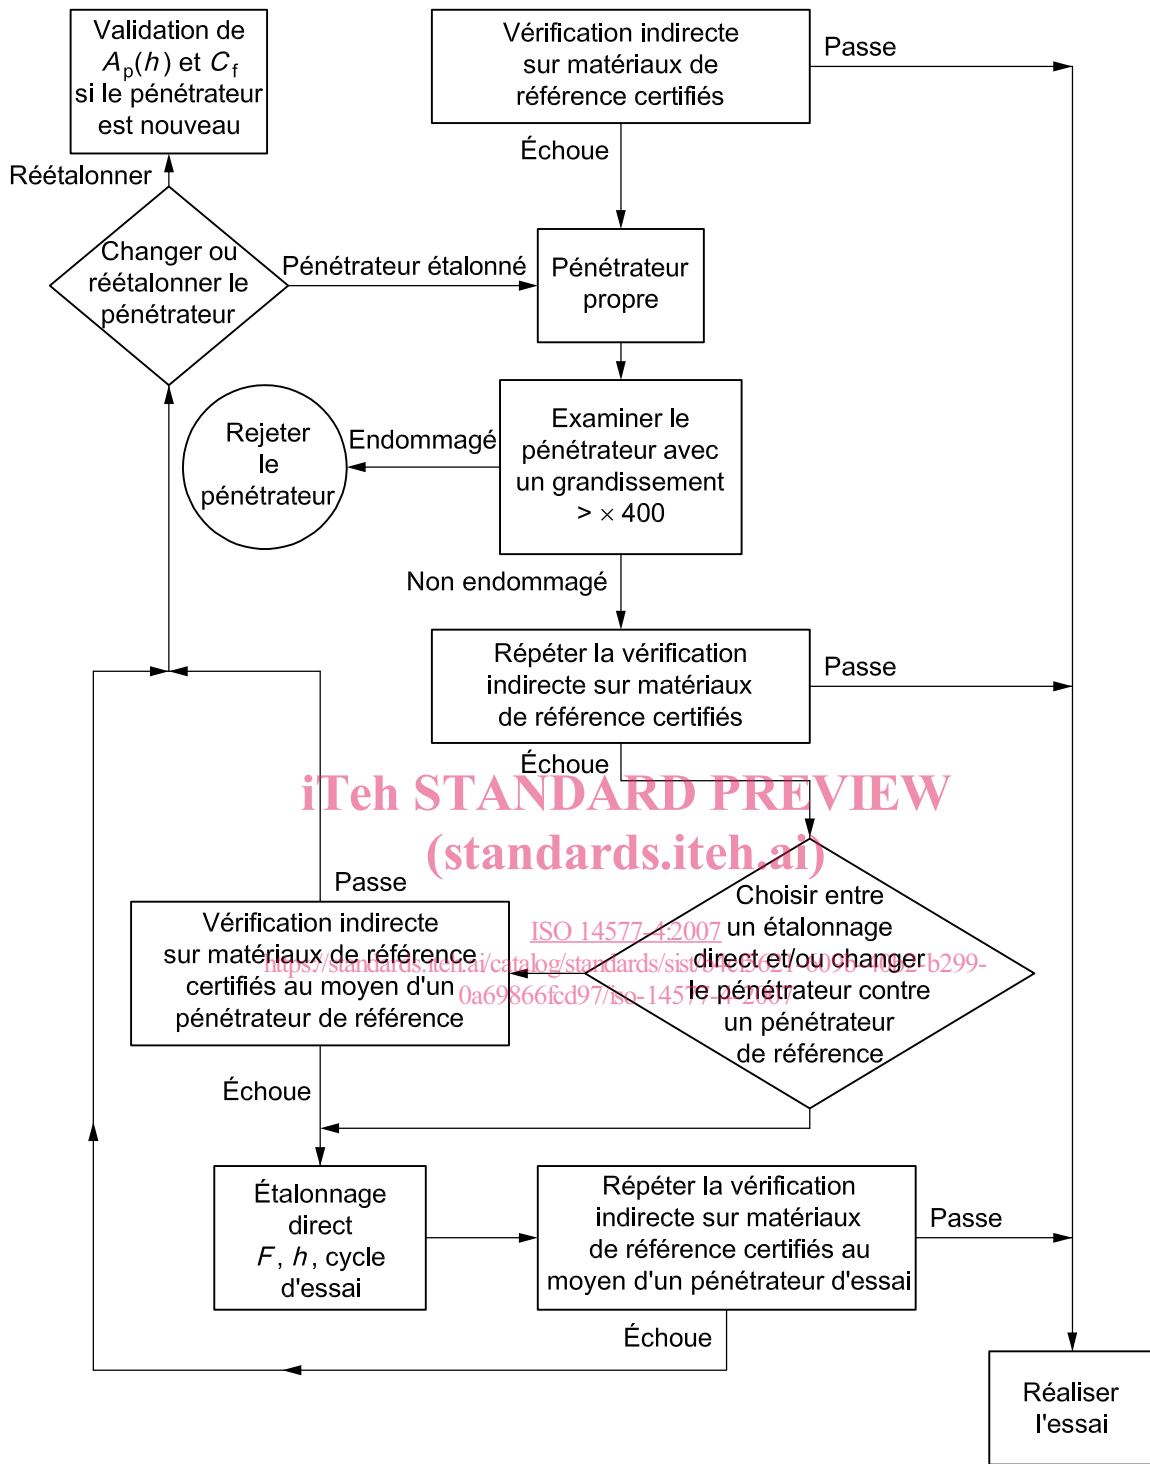 Validation de
Ap(h) et Cf
si le pénétrateur
est nouveau
Vérification indirecte
sur matériaux de
référence certifiés
Passe
Échoue
Réétalonner
Changer ou
réétalonner le
pénétrateur
Pénétrateur étalonné
Pénétrateur
propre
Rejeter
le
pénétrateur
Endommagé
Examiner le
pénétrateur avec
un grandissement
> × 400
Non endommagé
Répéter la vérification
indirecte sur matériaux
de référence certifiés
Passe
Échoue
iTeh STANDARD PREVIEW
(standards.iteh.ai)
Passe
Vérification indirecte
sur matériaux de référence
certifiés au moyen d'un
pénétrateur de référence
ISO 14577-4:2007
Choisir entre
un étalonnage
direct et/ou changer
le pénétrateur contre
un pénétrateur
de référence
0a69866fcd97/iso-14577-4-2007
Échoue
Étalonnage
direct
F, h, cycle
d'essai
Répéter la vérification
indirecte sur matériaux
de référence certifiés au
moyen d'un pénétrateur d'essai
Passe
Échoue
Réaliser
l'essai